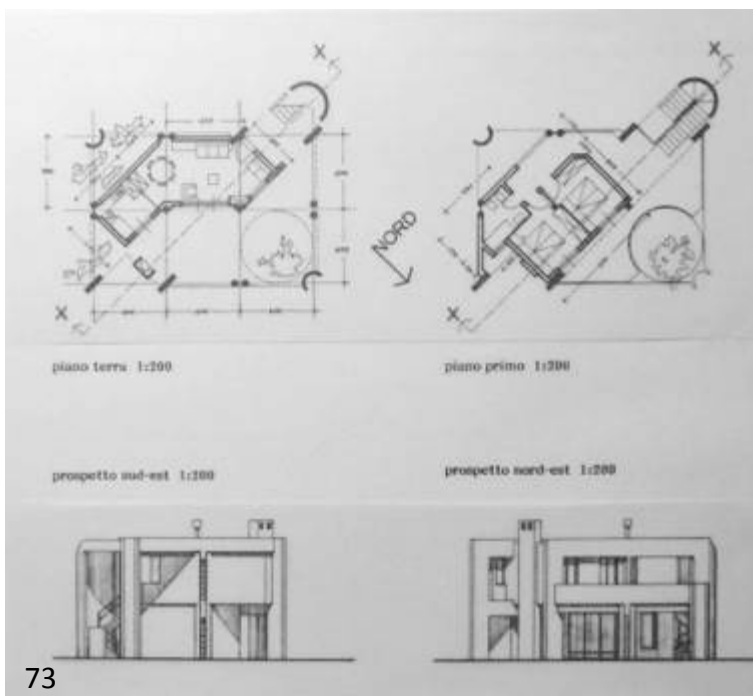 X
X
X
X
NORD
piano terra 1:200
piano primo 1:200
prospetto sud-est 1:200
prospetto nord-est 1:200
73